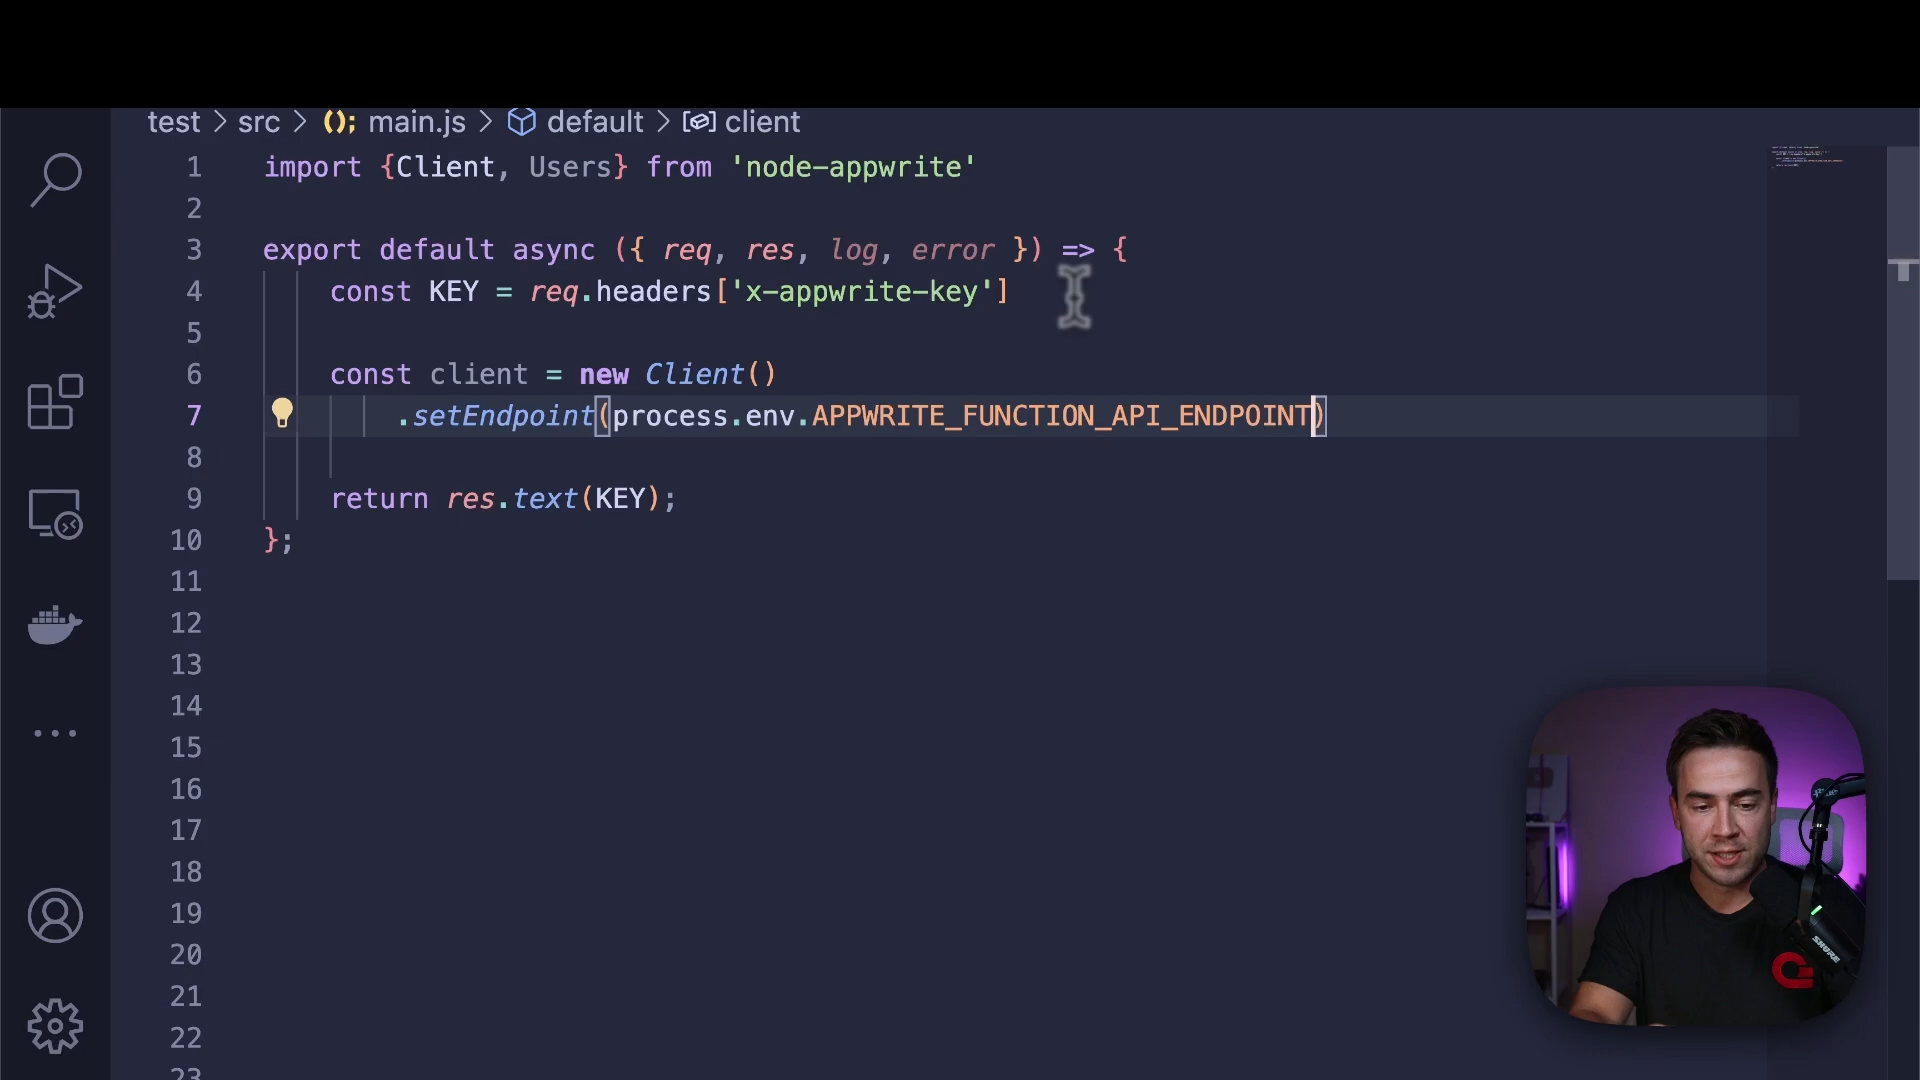 test > src > main.js > default > client
1 import {Client, Users} from 'node-appwrite'
2
3 export default async ({ req, res, log, error }) => {
4 const KEY = req.headers['x-appwrite-key']
5
6 const client = new Client()
7 .setEndpoint(process.env.APPWRITE_FUNCTION_API_ENDPOINT)
8
9 return res.text(KEY);
10 };
11
12
13
14
15
16
17
18
19
20
21
22
23
SHURE